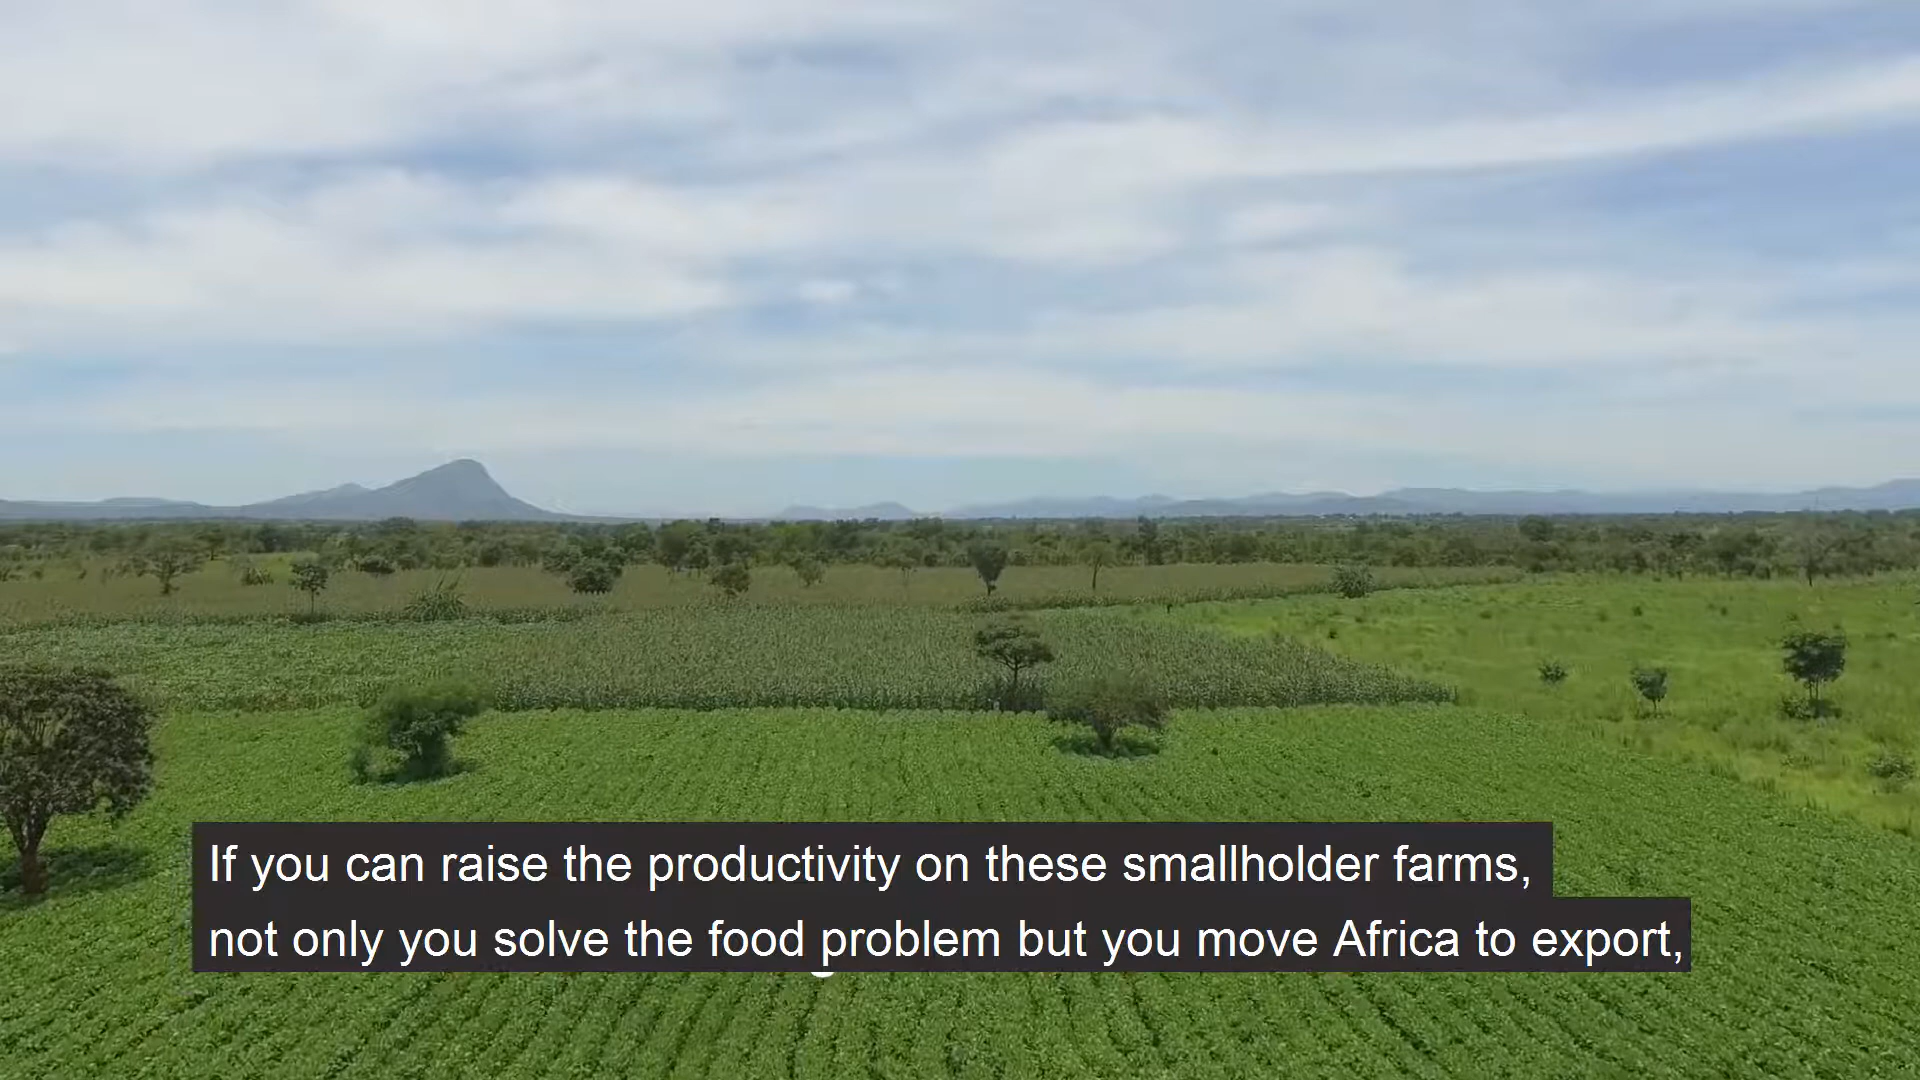 If you can raise the productivity on these smallholder farms,
not only you solve the food problem but you move Africa to export,